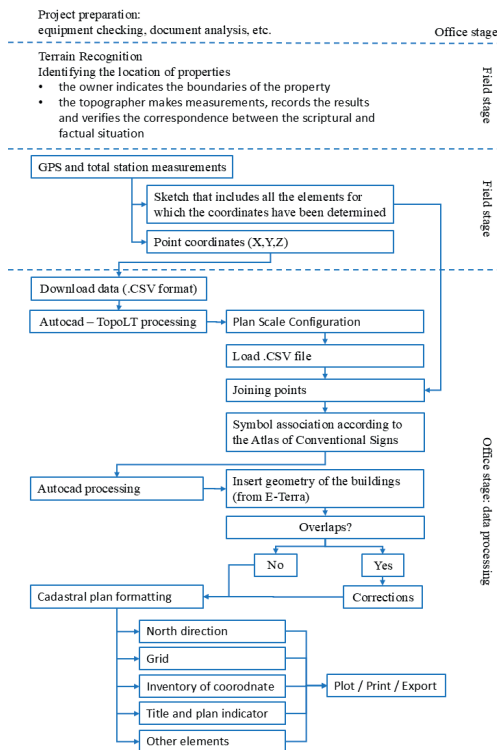 Project preparation:
equipment checking, document analysis, etc.
Office stage
Terrain Recognition
Identifying the location of properties
• the owner indicates the boundaries of the property
• the topographer makes measurements, records the results
and verifies the correspondence between the scriptural and
factual situation
Field stage
GPS and total station measurements
Sketch that includes all the elements for
which the coordinates have been determined
Point coordinates (X,Y,Z)
Field stage
Download data (.CSV format)
Autocad – TopoLT processing
Plan Scale Configuration
Load .CSV file
Joining points
Symbol association according to
the Atlas of Conventional Signs
Autocad processing
Insert geometry of the buildings
(from E-Terra)
Overlaps?
No
Yes
Cadastral plan formatting
Corrections
North direction
Grid
Inventory of coorodnate
Plot / Print / Export
Title and plan indicator
Other elements
Office stage: data processing